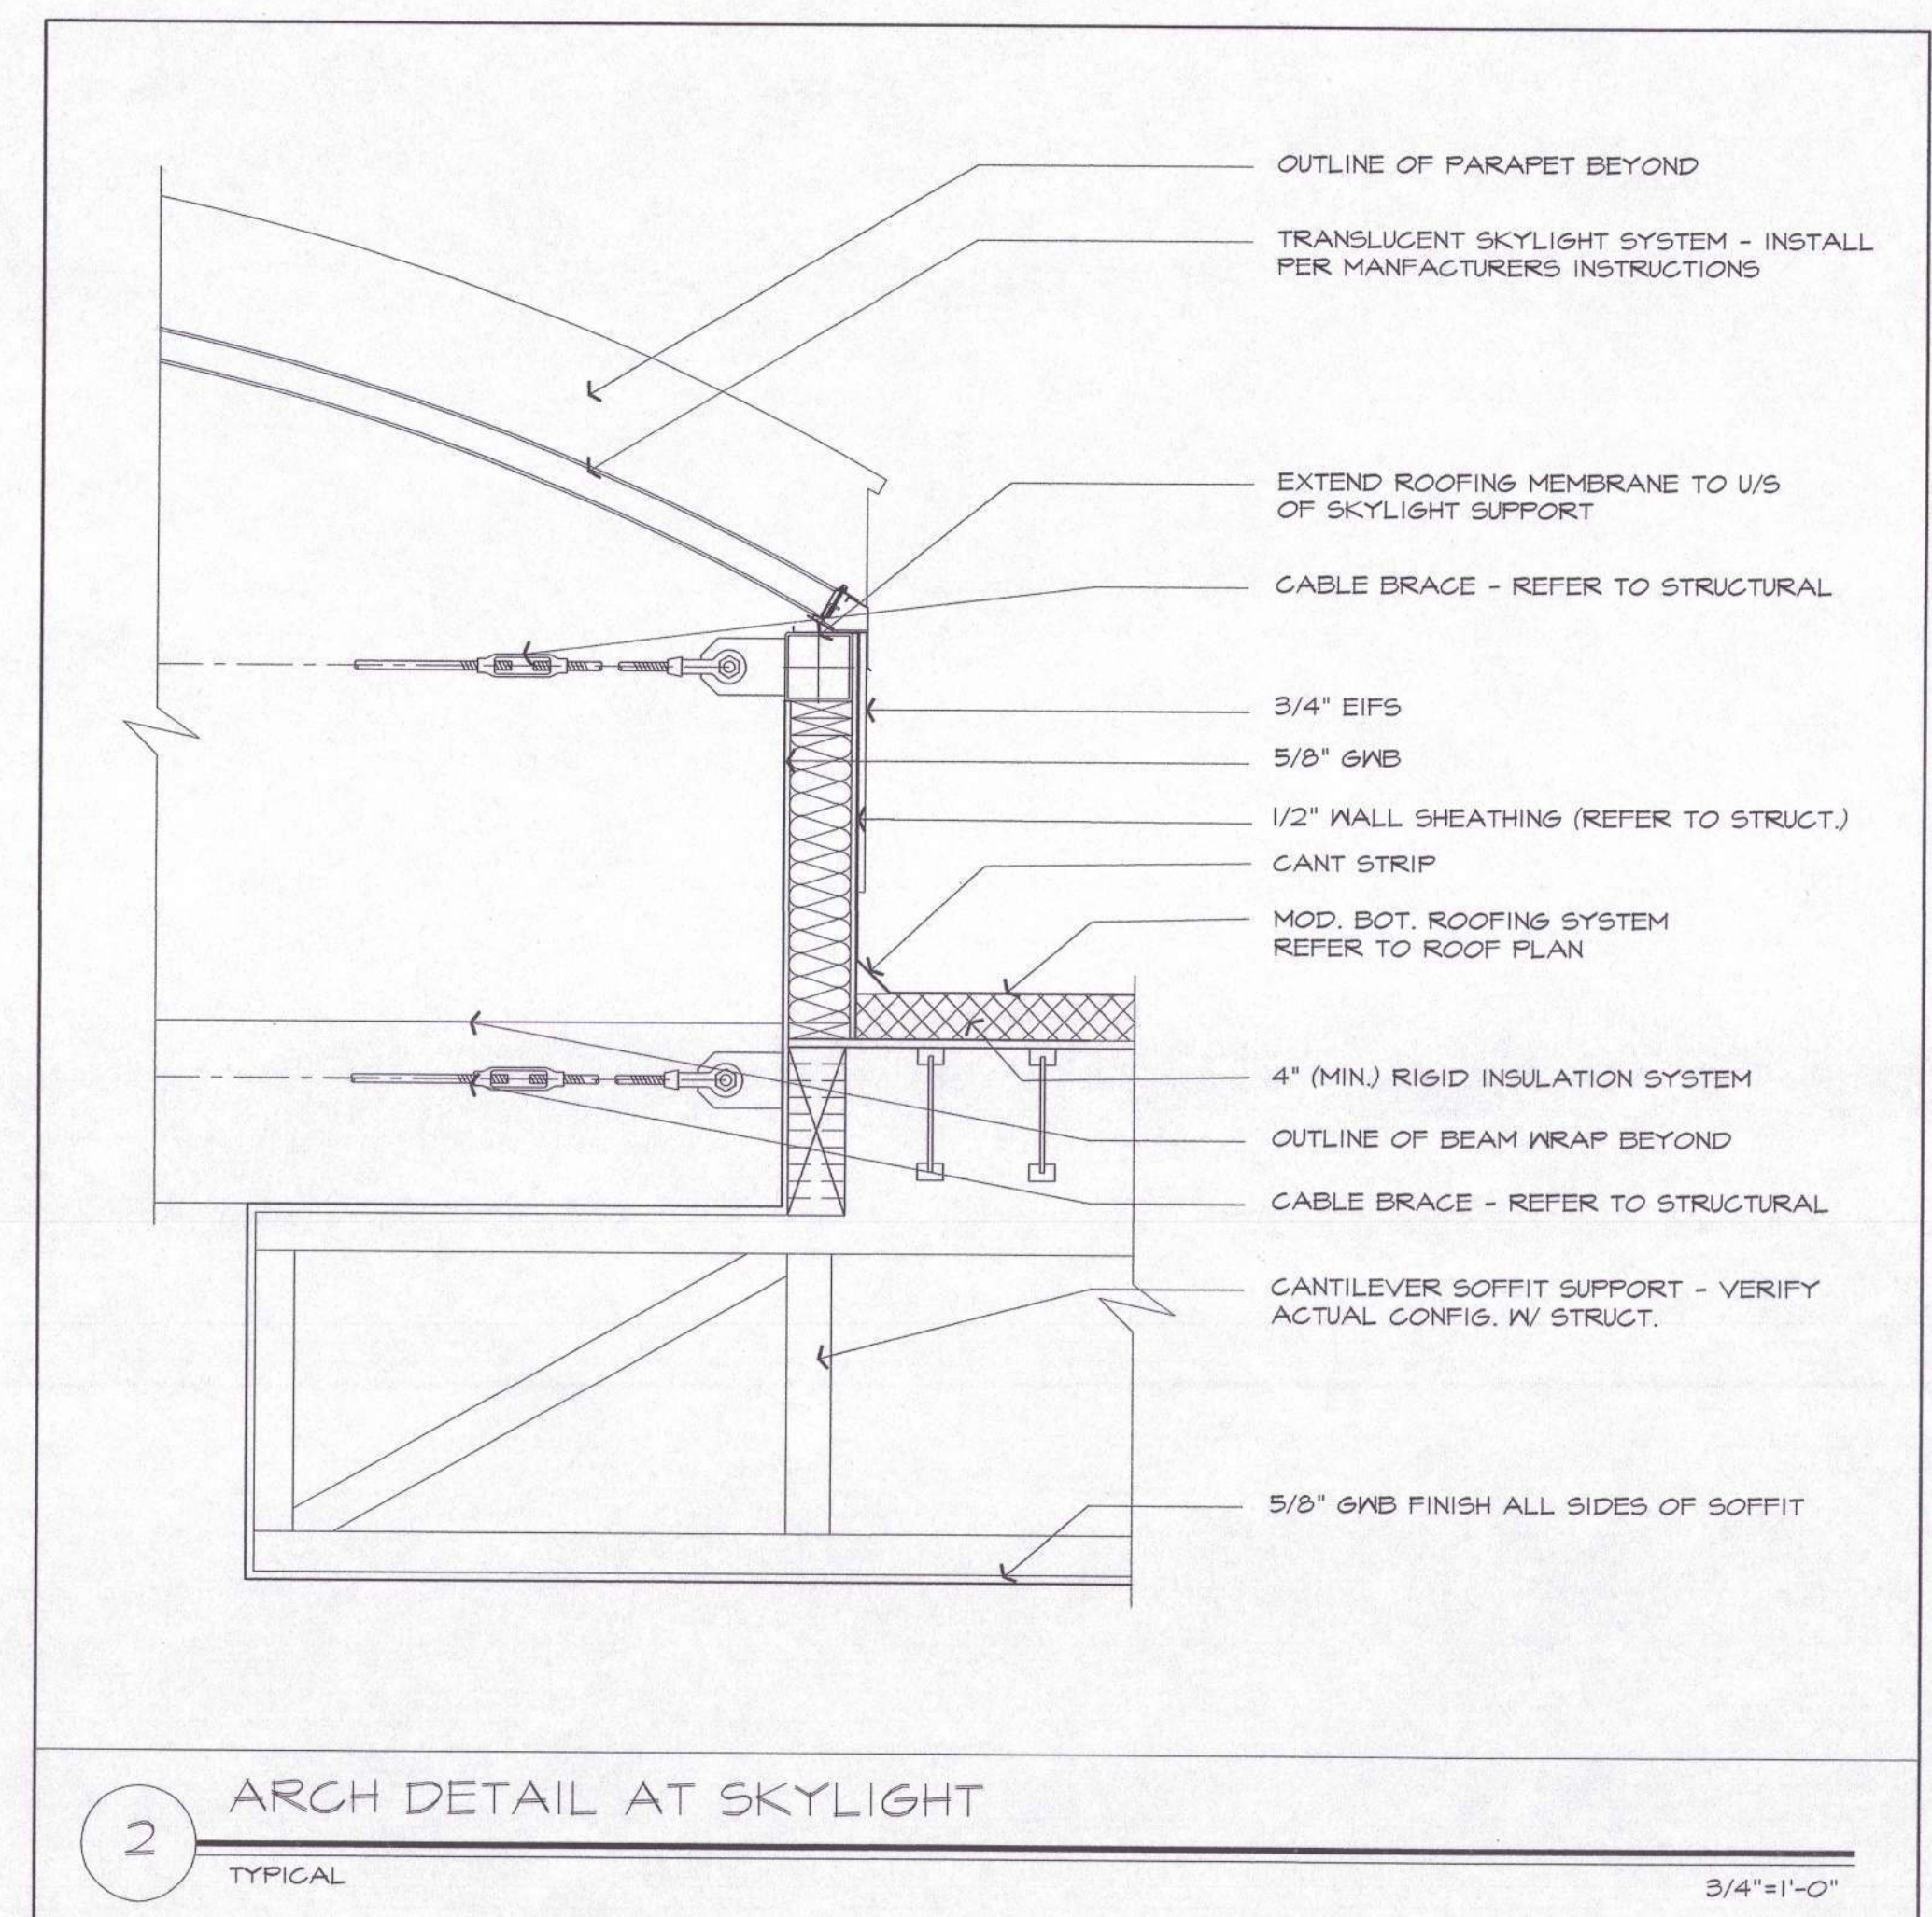 OUTLINE OF PARAPET BEYOND
TRANSLUCENT SKYLIGHT SYSTEM - INSTALL
PER MANFACTURERS INSTRUCTIONS
EXTEND ROOFING MEMBRANE TO U/S
OF SKYLIGHT SUPPORT
CABLE BRACE - REFER TO STRUCTURAL
3/4" EIFS
5/8" GWB
1/2" WALL SHEATHING (REFER TO STRUCT.)
CANT STRIP
MOD. BOT. ROOFING SYSTEM
REFER TO ROOF PLAN
4" (MIN.) RIGID INSULATION SYSTEM
OUTLINE OF BEAM WRAP BEYOND
CABLE BRACE - REFER TO STRUCTURAL
CANTILEVER SOFFIT SUPPORT - VERIFY
ACTUAL CONFIG. W/ STRUCT.
5/8" GWB FINISH ALL SIDES OF SOFFIT
2
ARCH DETAIL AT SKYLIGHT
TYPICAL
3/4"=1'-0"